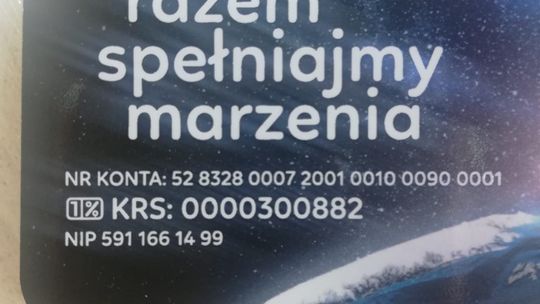 razem
spełniajmy
marzenia
NR KONTA: 52 8328 0007 2001 0010 0090 0001
1% KRS: 0000300882
NIP 591 166 14 99